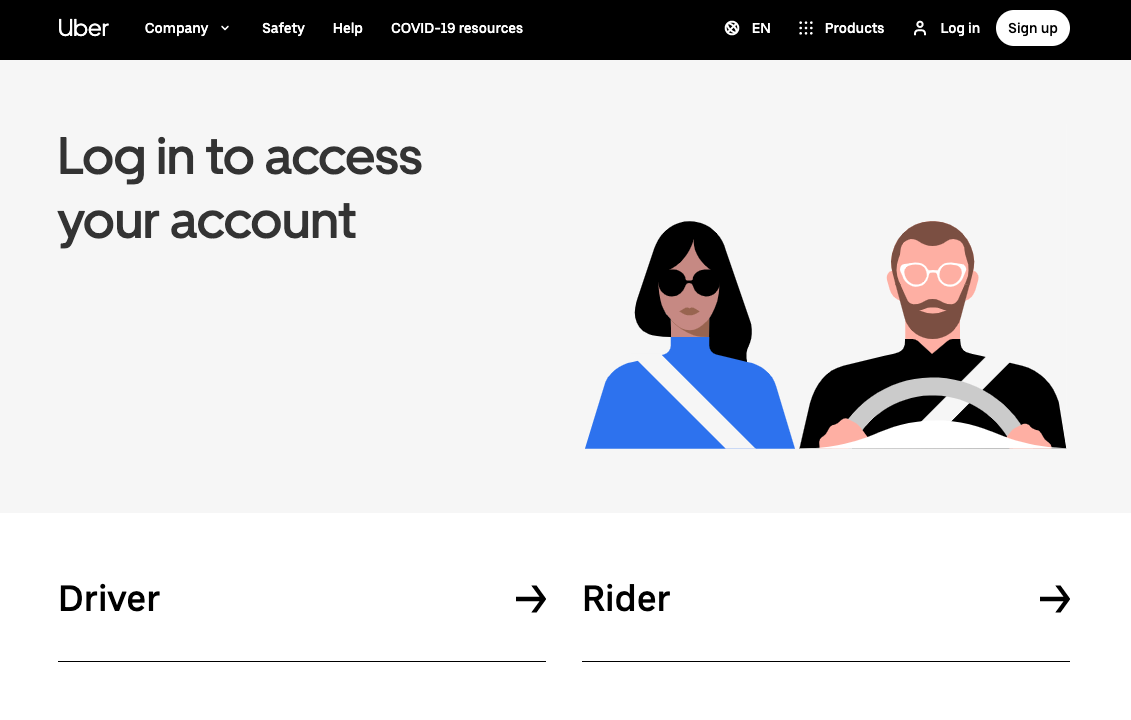 Uber Company Safety Help COVID-19 resources EN Products Log in Sign up
Log in to access
your account
Driver Rider